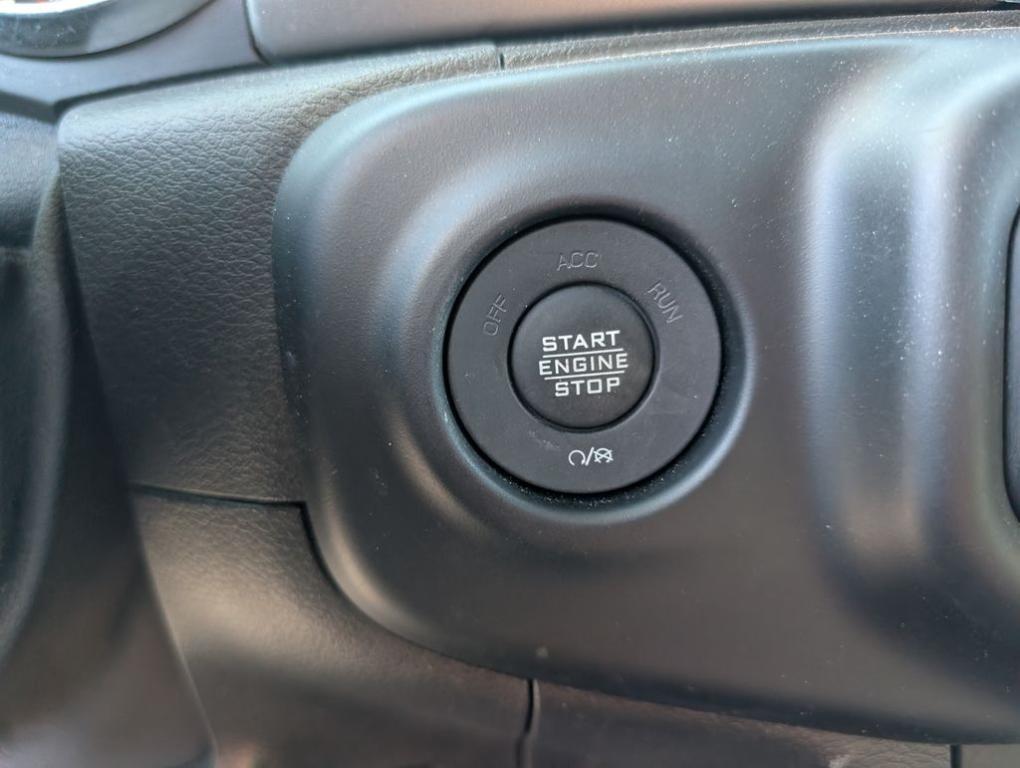 ACC
OFF
RUN
START
ENGINE
STOP